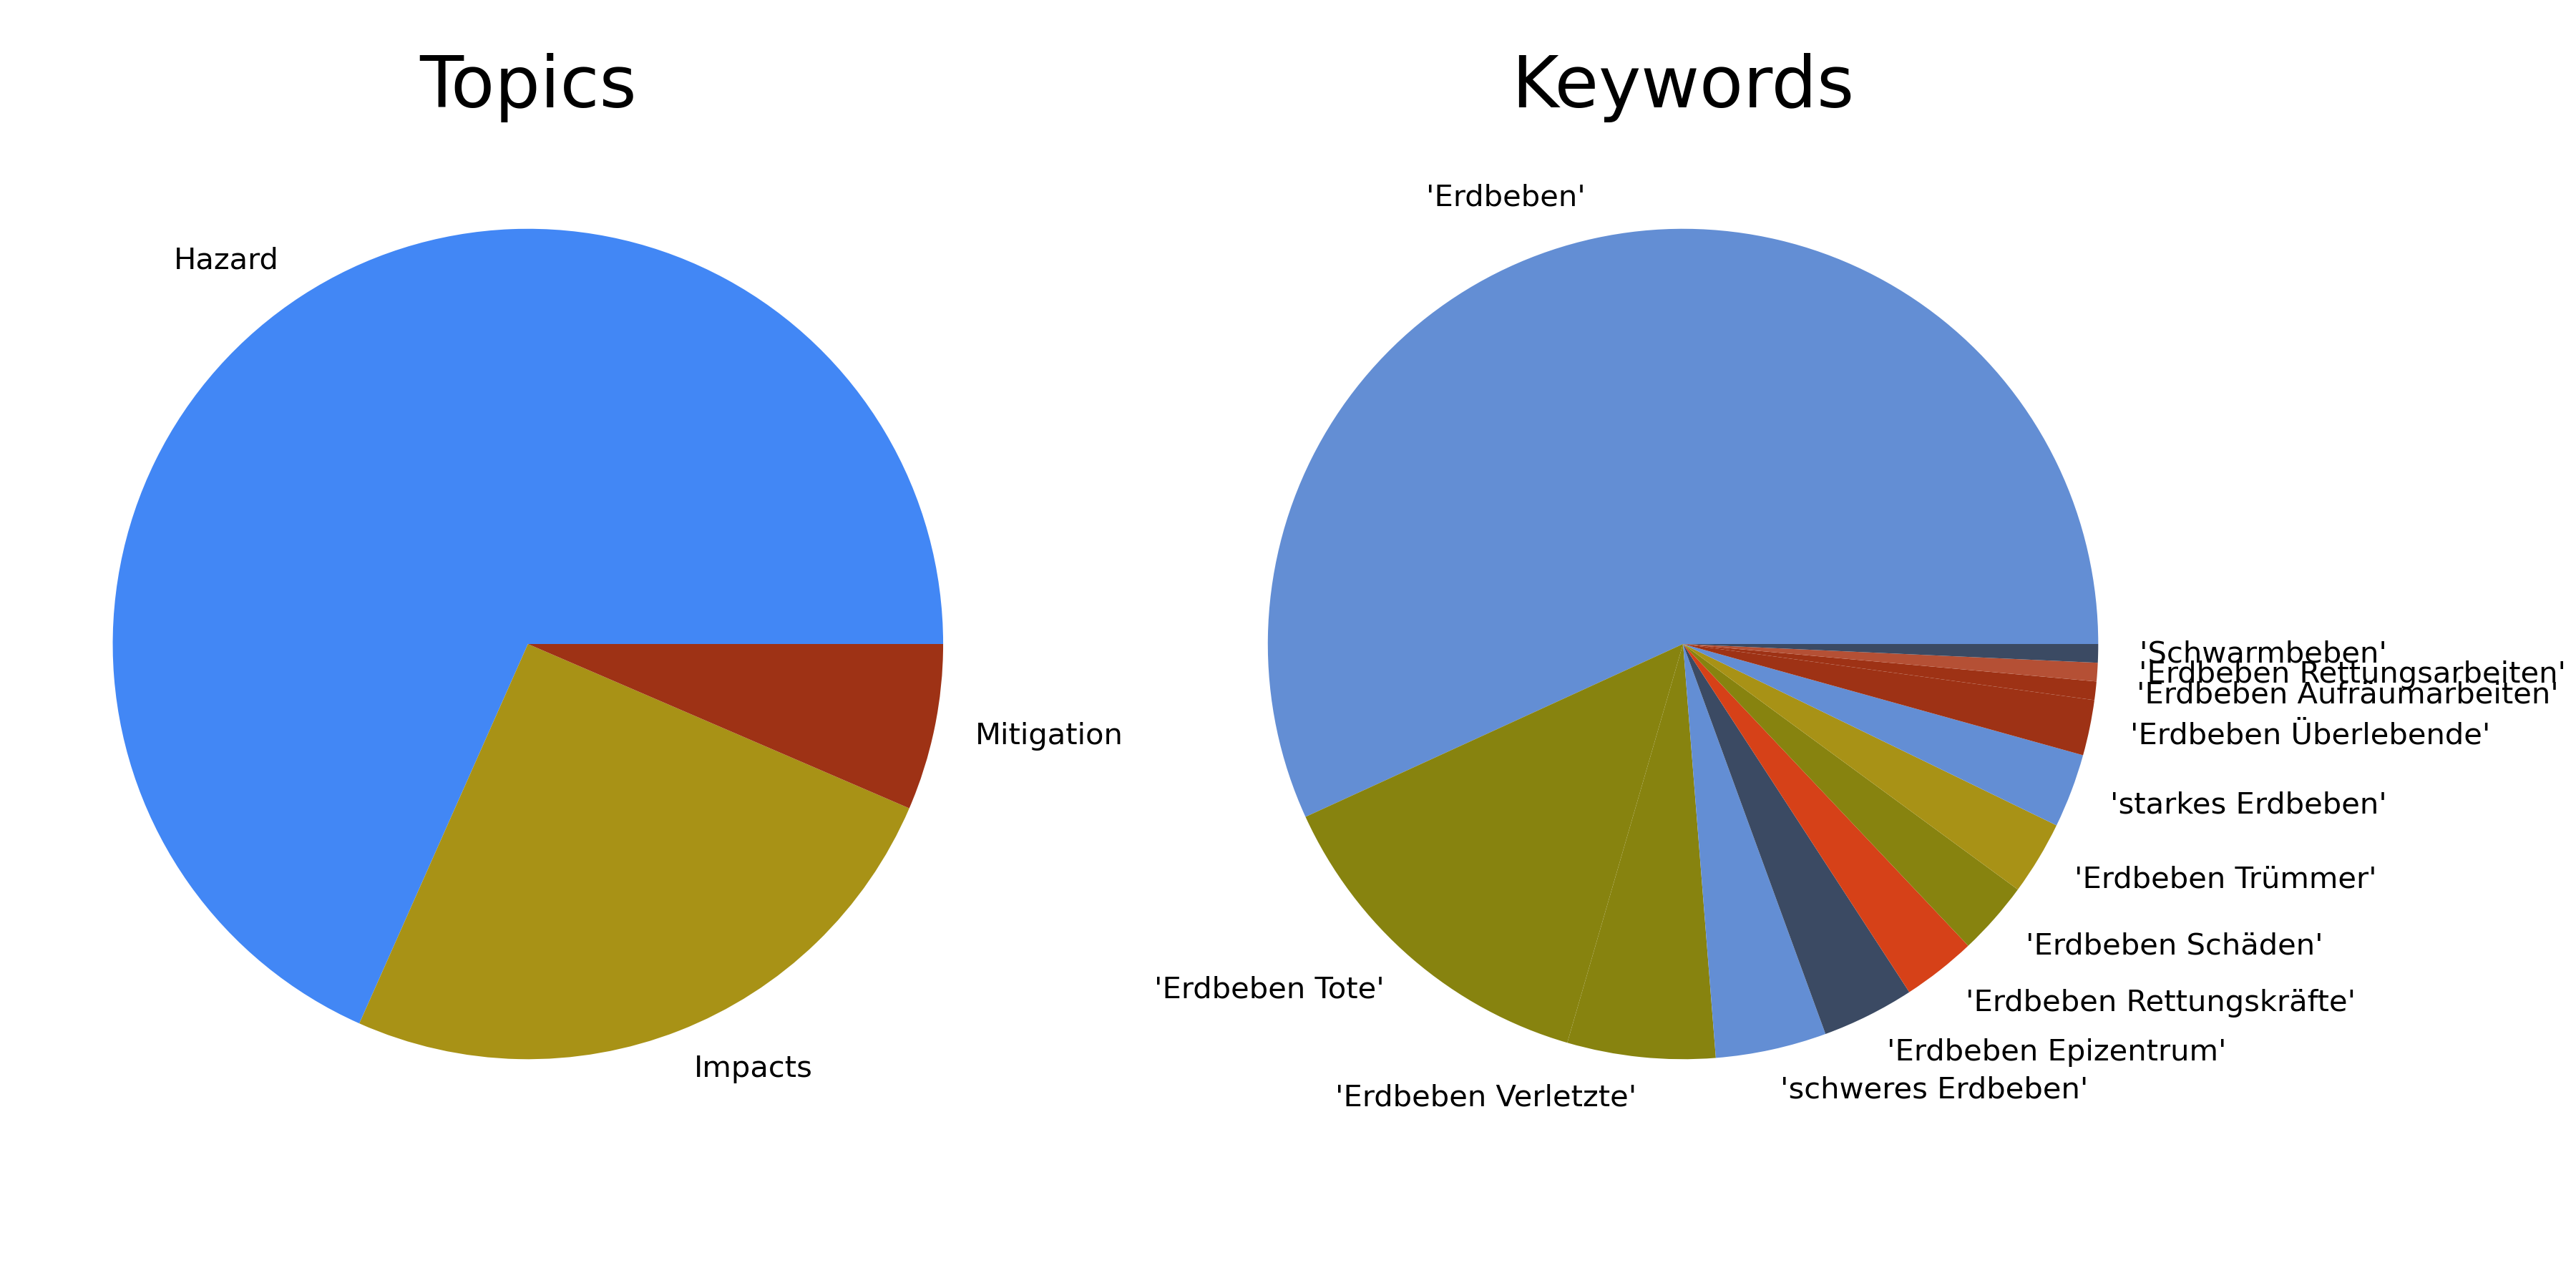 Topics
Hazard
Mitigation
Impacts
Keywords
'Erdbeben'
'Schwarmbeben'
'Erdbeben Rettungsarbeiten'
'Erdbeben Aufräumarbeiten'
'Erdbeben Überlebende'
'starkes Erdbeben'
'Erdbeben Trümmer'
'Erdbeben Schäden'
'Erdbeben Rettungskräfte'
'Erdbeben Epizentrum'
'schweres Erdbeben'
'Erdbeben Verletzte'
'Erdbeben Tote'